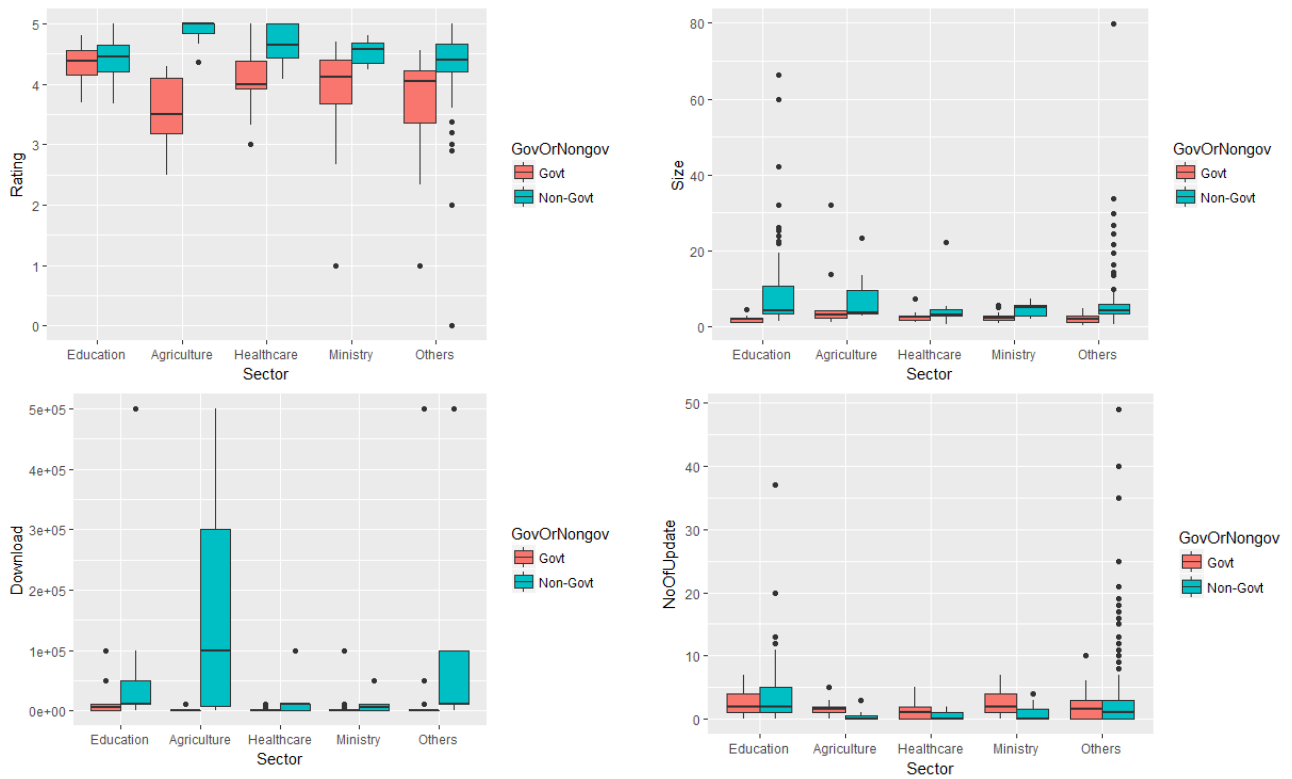 5
4
3
2
1
0
Rating
Education Agriculture Healthcare Ministry Others
Sector
GovOrNongov
Govt
Non-Govt
80
60
40
20
0
Size
Education Agriculture Healthcare Ministry Others
Sector
GovOrNongov
Govt
Non-Govt
5e+05
4e+05
3e+05
2e+05
1e+05
0e+00
Download
Education Agriculture Healthcare Ministry Others
Sector
GovOrNongov
Govt
Non-Govt
50
40
30
20
10
0
NoOfUpdate
Education Agriculture Healthcare Ministry Others
Sector
GovOrNongov
Govt
Non-Govt